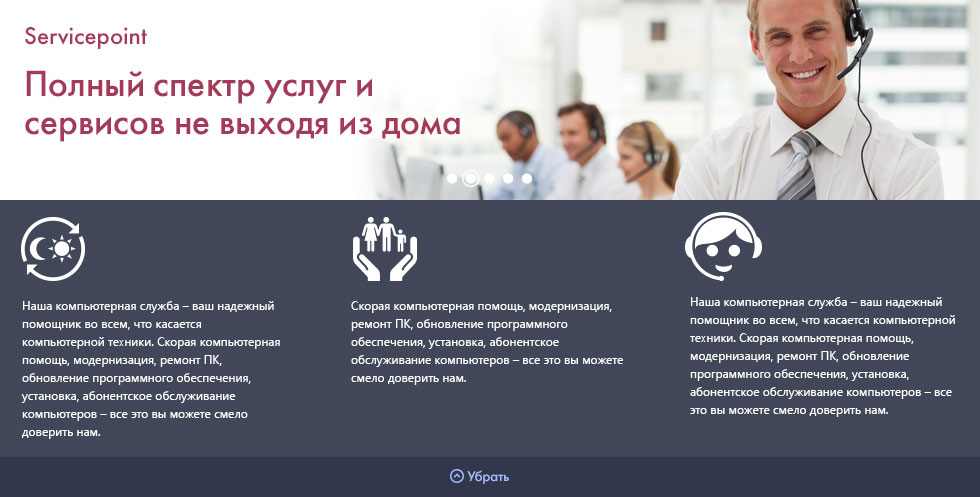 Servicepoint
Полный спектр услуг и
сервисов не выходя из дома
Наша компьютерная служба – ваш надежный
помощник во всем, что касается
компьютерной техники. Скорая компьютерная
помощь, модернизация, ремонт ПК,
обновление программного обеспечения,
установка, абонентское обслуживание
компьютеров – все это вы можете смело
доверить нам.
Скорая компьютерная помощь, модернизация,
ремонт ПК, обновление программного
обеспечения, установка, абонентское
обслуживание компьютеров – все это вы можете
смело доверить нам.
Наша компьютерная служба – ваш надежный
помощник во всем, что касается компьютерной
техники. Скорая компьютерная помощь,
модернизация, ремонт ПК, обновление
программного обеспечения, установка,
абонентское обслуживание компьютеров – все
это вы можете смело доверить нам.
Убрать